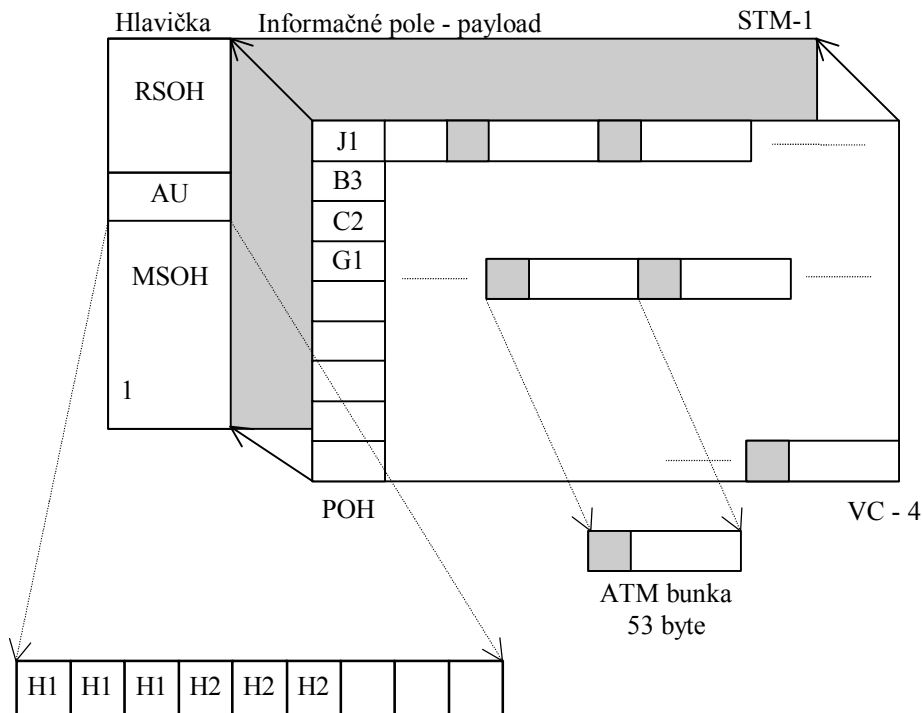 Hlavička
Informačné pole - payload
STM-1
RSOH
AU
MSOH
1
J1
B3
C2
G1
POH
VC - 4
ATM bunka
53 byte
H1 H1 H1 H2 H2 H2